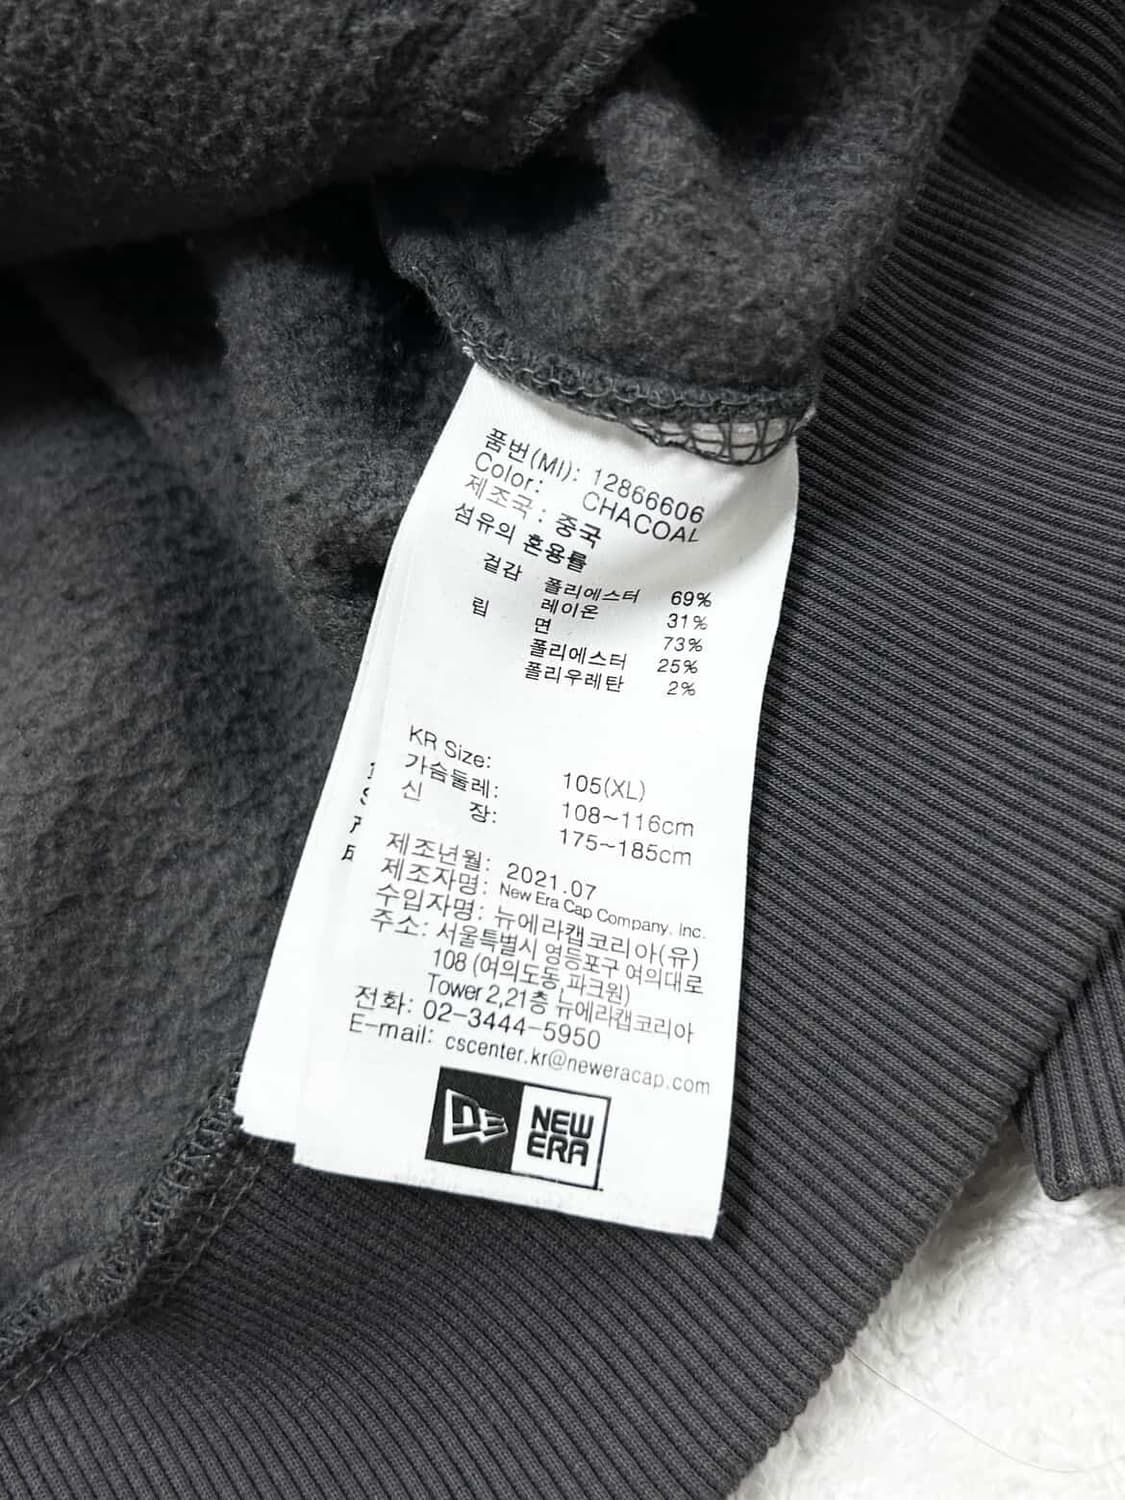 품번(MI): 12866606
Color: CHACOAL
제조국: 중국
섬유의 혼용률
겉감 폴리에스터 69%
레이온 31%
립 면 73%
폴리에스터 25%
폴리우레탄 2%
KR Size: 105(XL)
가슴둘레: 108~116cm
신 장: 175~185cm
제조년월: 2021.07
제조자명: New Era Cap Company, Inc.
수입자명: 뉴에라캡코리아(유)
주소: 서울특별시 영등포구 여의대로
108 (여의도동,파크원)
Tower 2,21층 뉴에라캡코리아
전화: 02-3444-5950
E-mail: cscenter.kr@neweracap.com
NEW
ERA